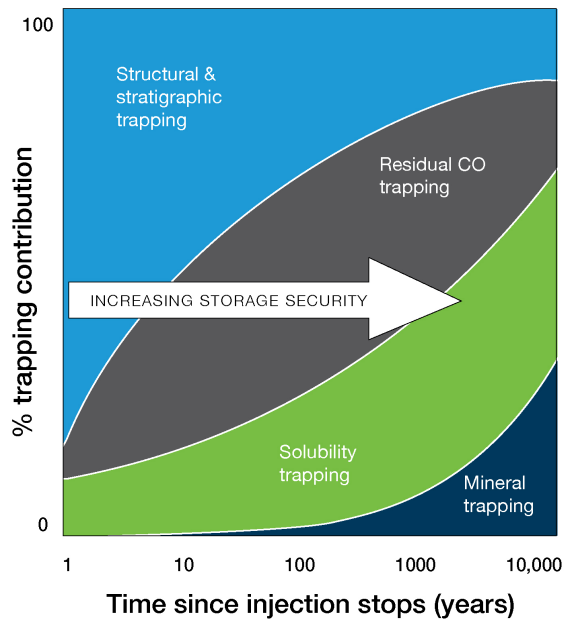 100
Structural &
stratigraphic
trapping
Residual CO
trapping
% trapping contribution
INCREASING STORAGE SECURITY
Solubility
trapping
Mineral
trapping
0
1 10 100 1000 10,000
Time since injection stops (years)